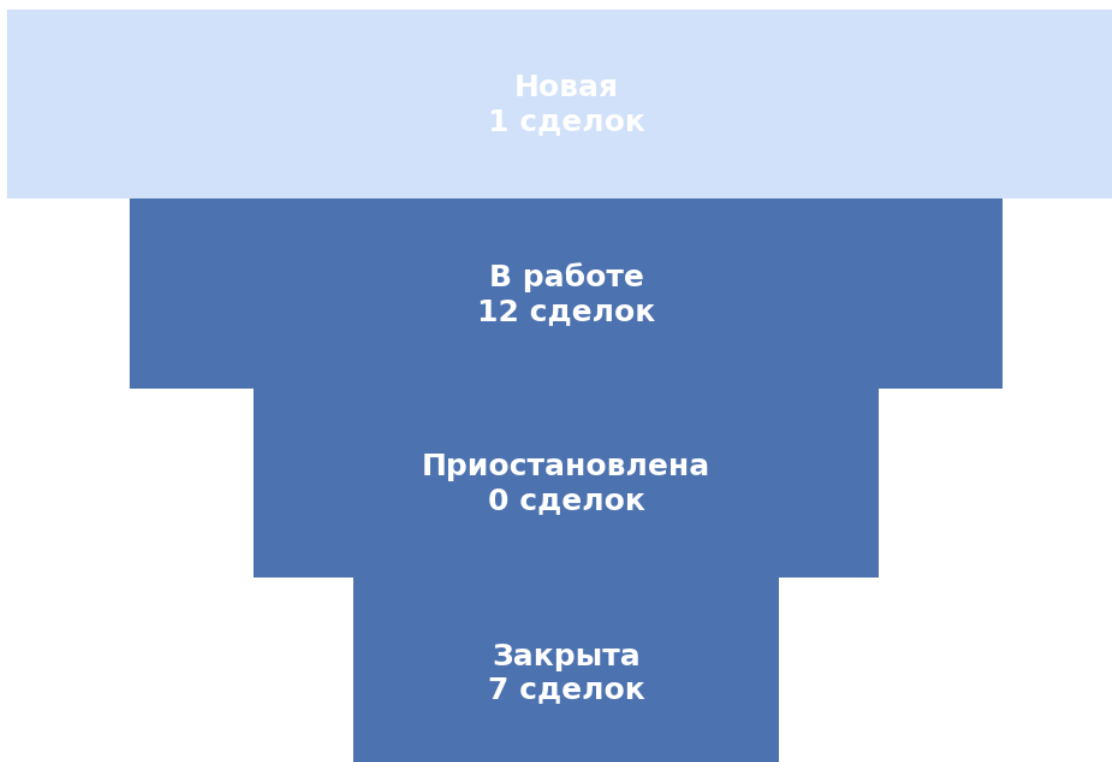 Новая
1 сделок
В работе
12 сделок
Приостановлена
0 сделок
Закрыта
7 сделок